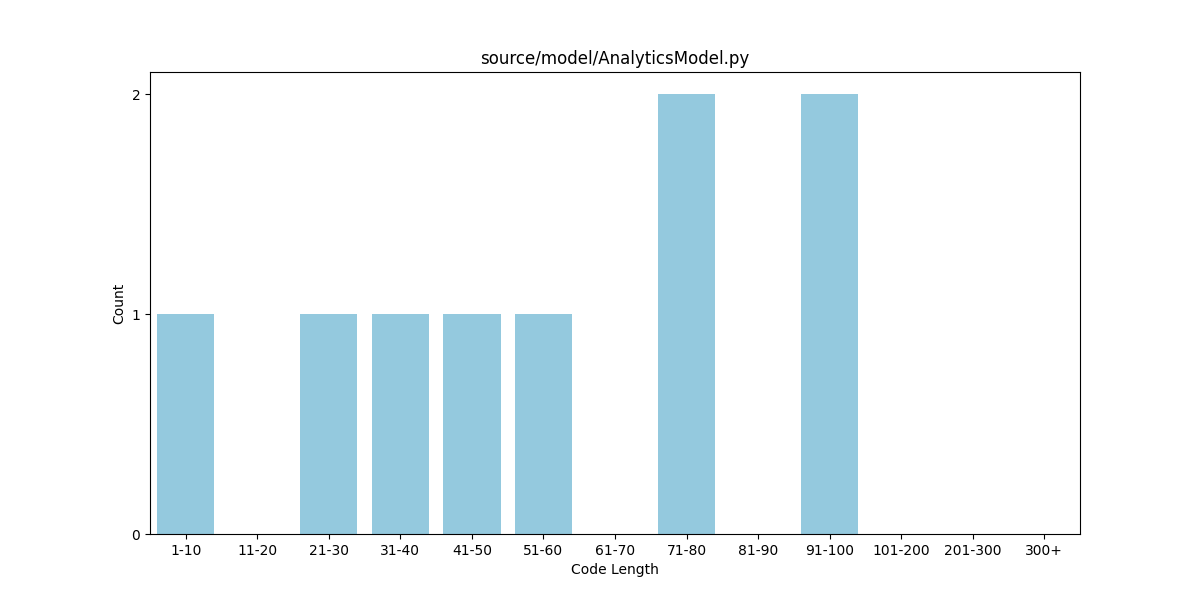 source/model/AnalyticsModel.py
2
1
0
Count
1-10 11-20 21-30 31-40 41-50 51-60 61-70 71-80 81-90 91-100 101-200 201-300 300+
Code Length